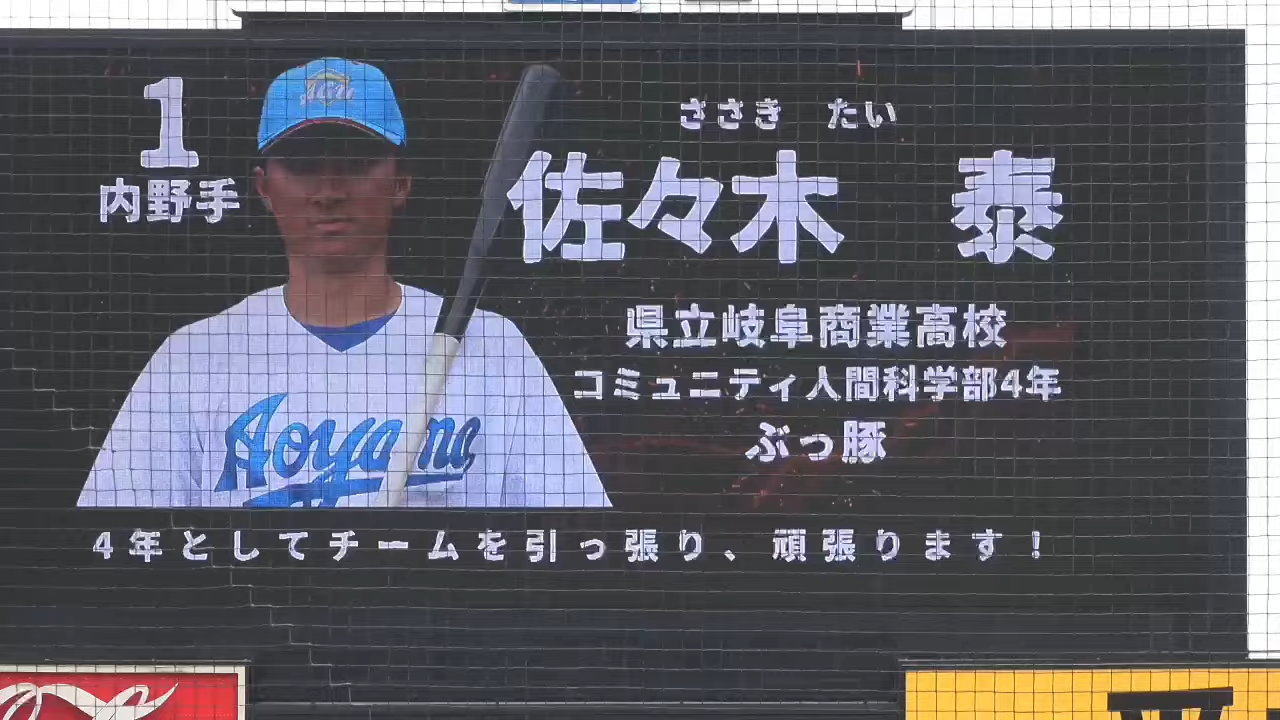 1
内野手
ささき たい
佐々木 泰
県立岐阜商業高校
コミュニティ人間科学部4年
ぶっ豚
Aoyama
4年としてチームを引っ張り、頑張ります！